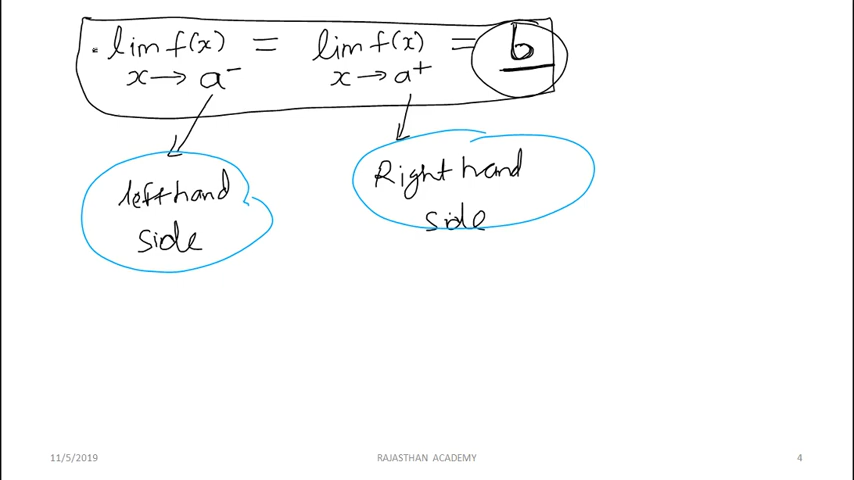 . lim f(x) = lim f(x) = b
x → a⁻ x → a⁺
left hand Right hand
side side
11/5/2019 RAJASTHAN ACADEMY 4